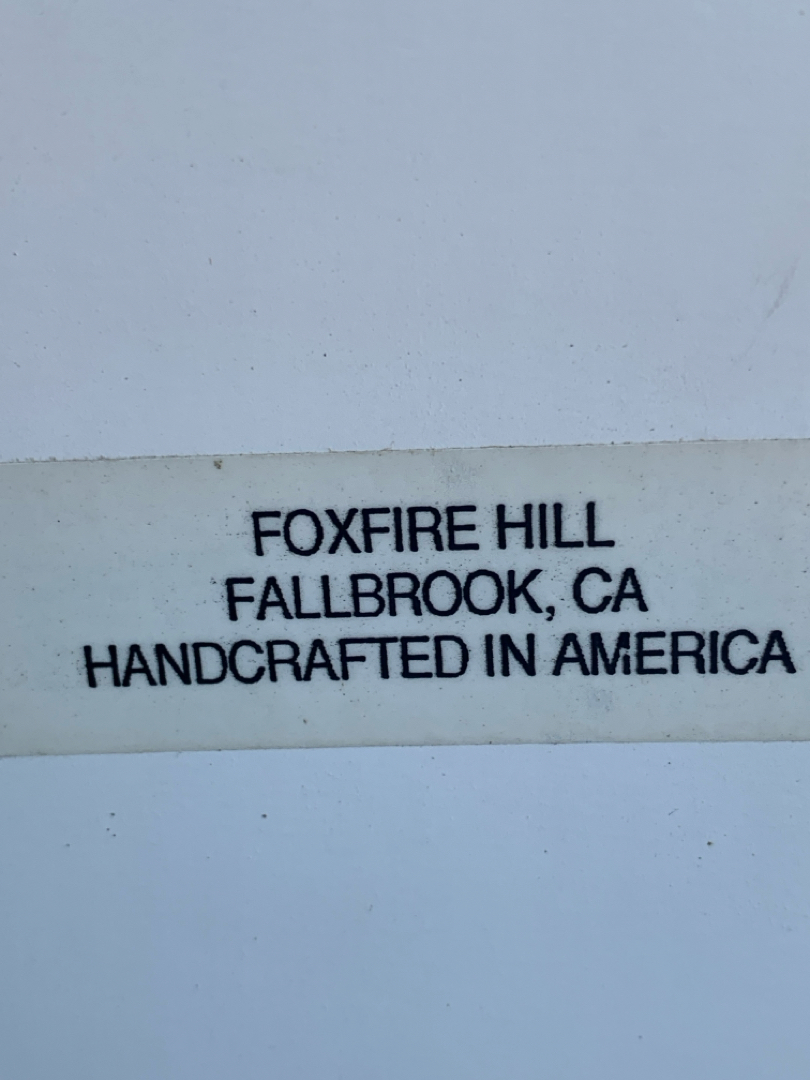 FOXFIRE HILL
FALLBROOK, CA
HANDCRAFTED IN AMERICA